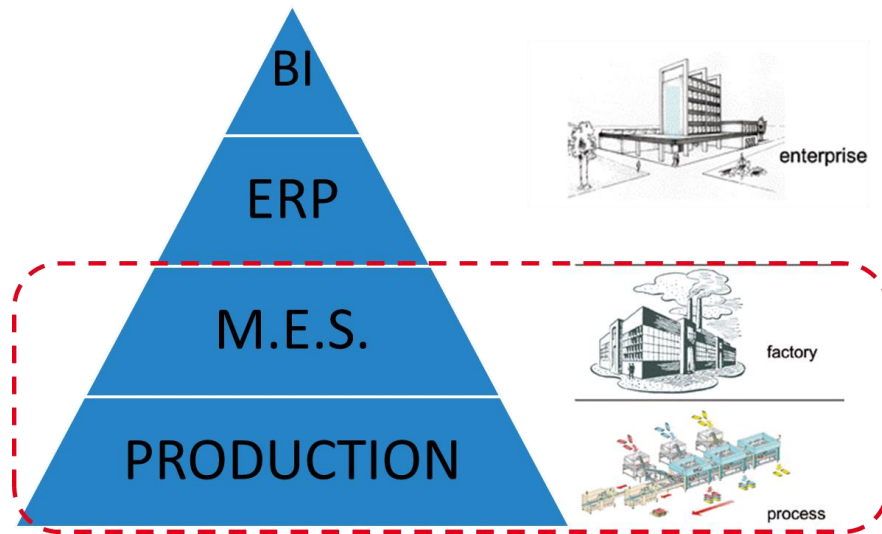 BI
enterprise
ERP
M.E.S.
factory
PRODUCTION
process